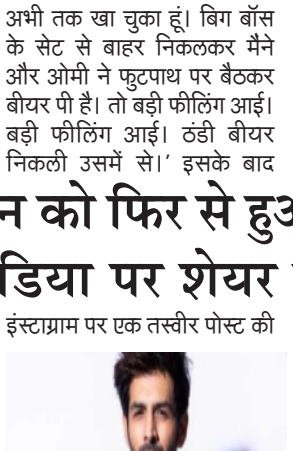 अभी तक खा चुका हूं। बिग बॉस
के सेट से बाहर निकलकर मैंने
और ओमी ने फुटपाथ पर बैठकर
बीयर पी है। तो बड़ी फीलिंग आई।
बड़ी फीलिंग आई। ठंडी बीयर
निकली उसमें से।’ इसके बाद
न को फिर से हुआ
डिया पर शेयर
इंस्टाग्राम पर एक तस्वीर पोस्ट की